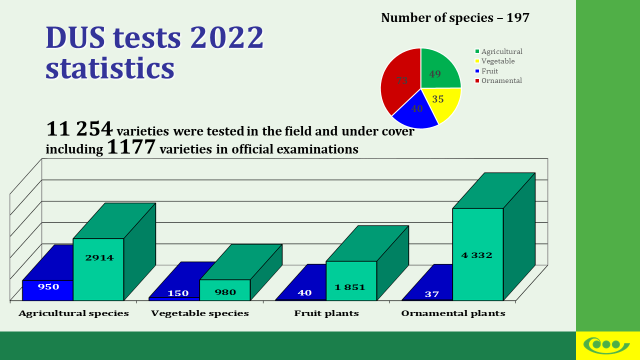 Number of species – 197
DUS tests 2022
statistics
Agricultural
Vegetable
Fruit
Ornamental
49
35
40
11 254 varieties were tested in the field and under cover
including 1177 varieties in official examinations
950
2914
150
980
40
1 851
37
4 332
Agricultural species
Vegetable species
Fruit plants
Ornamental plants